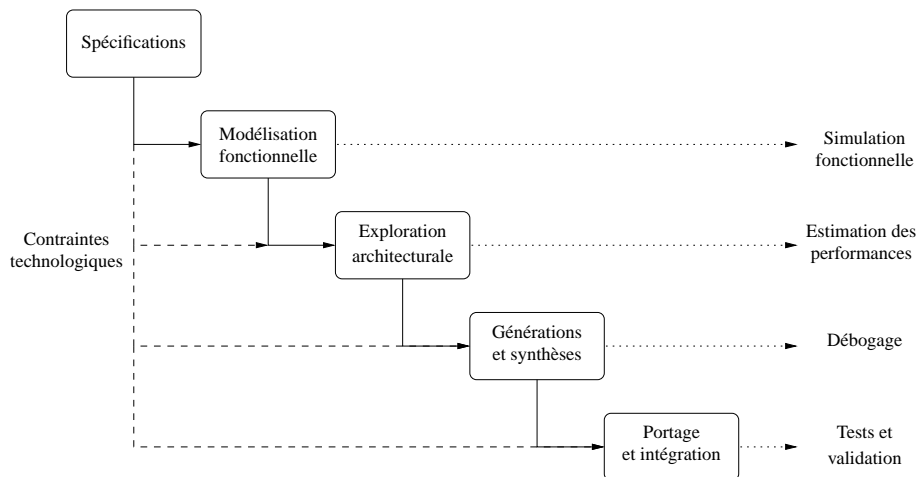 Spécifications
Modélisation
fonctionnelle
Simulation
fonctionnelle
Contraintes
technologiques
Exploration
architecturale
Estimation des
performances
Générations
et synthèses
Débogage
Portage
et intégration
Tests et
validation